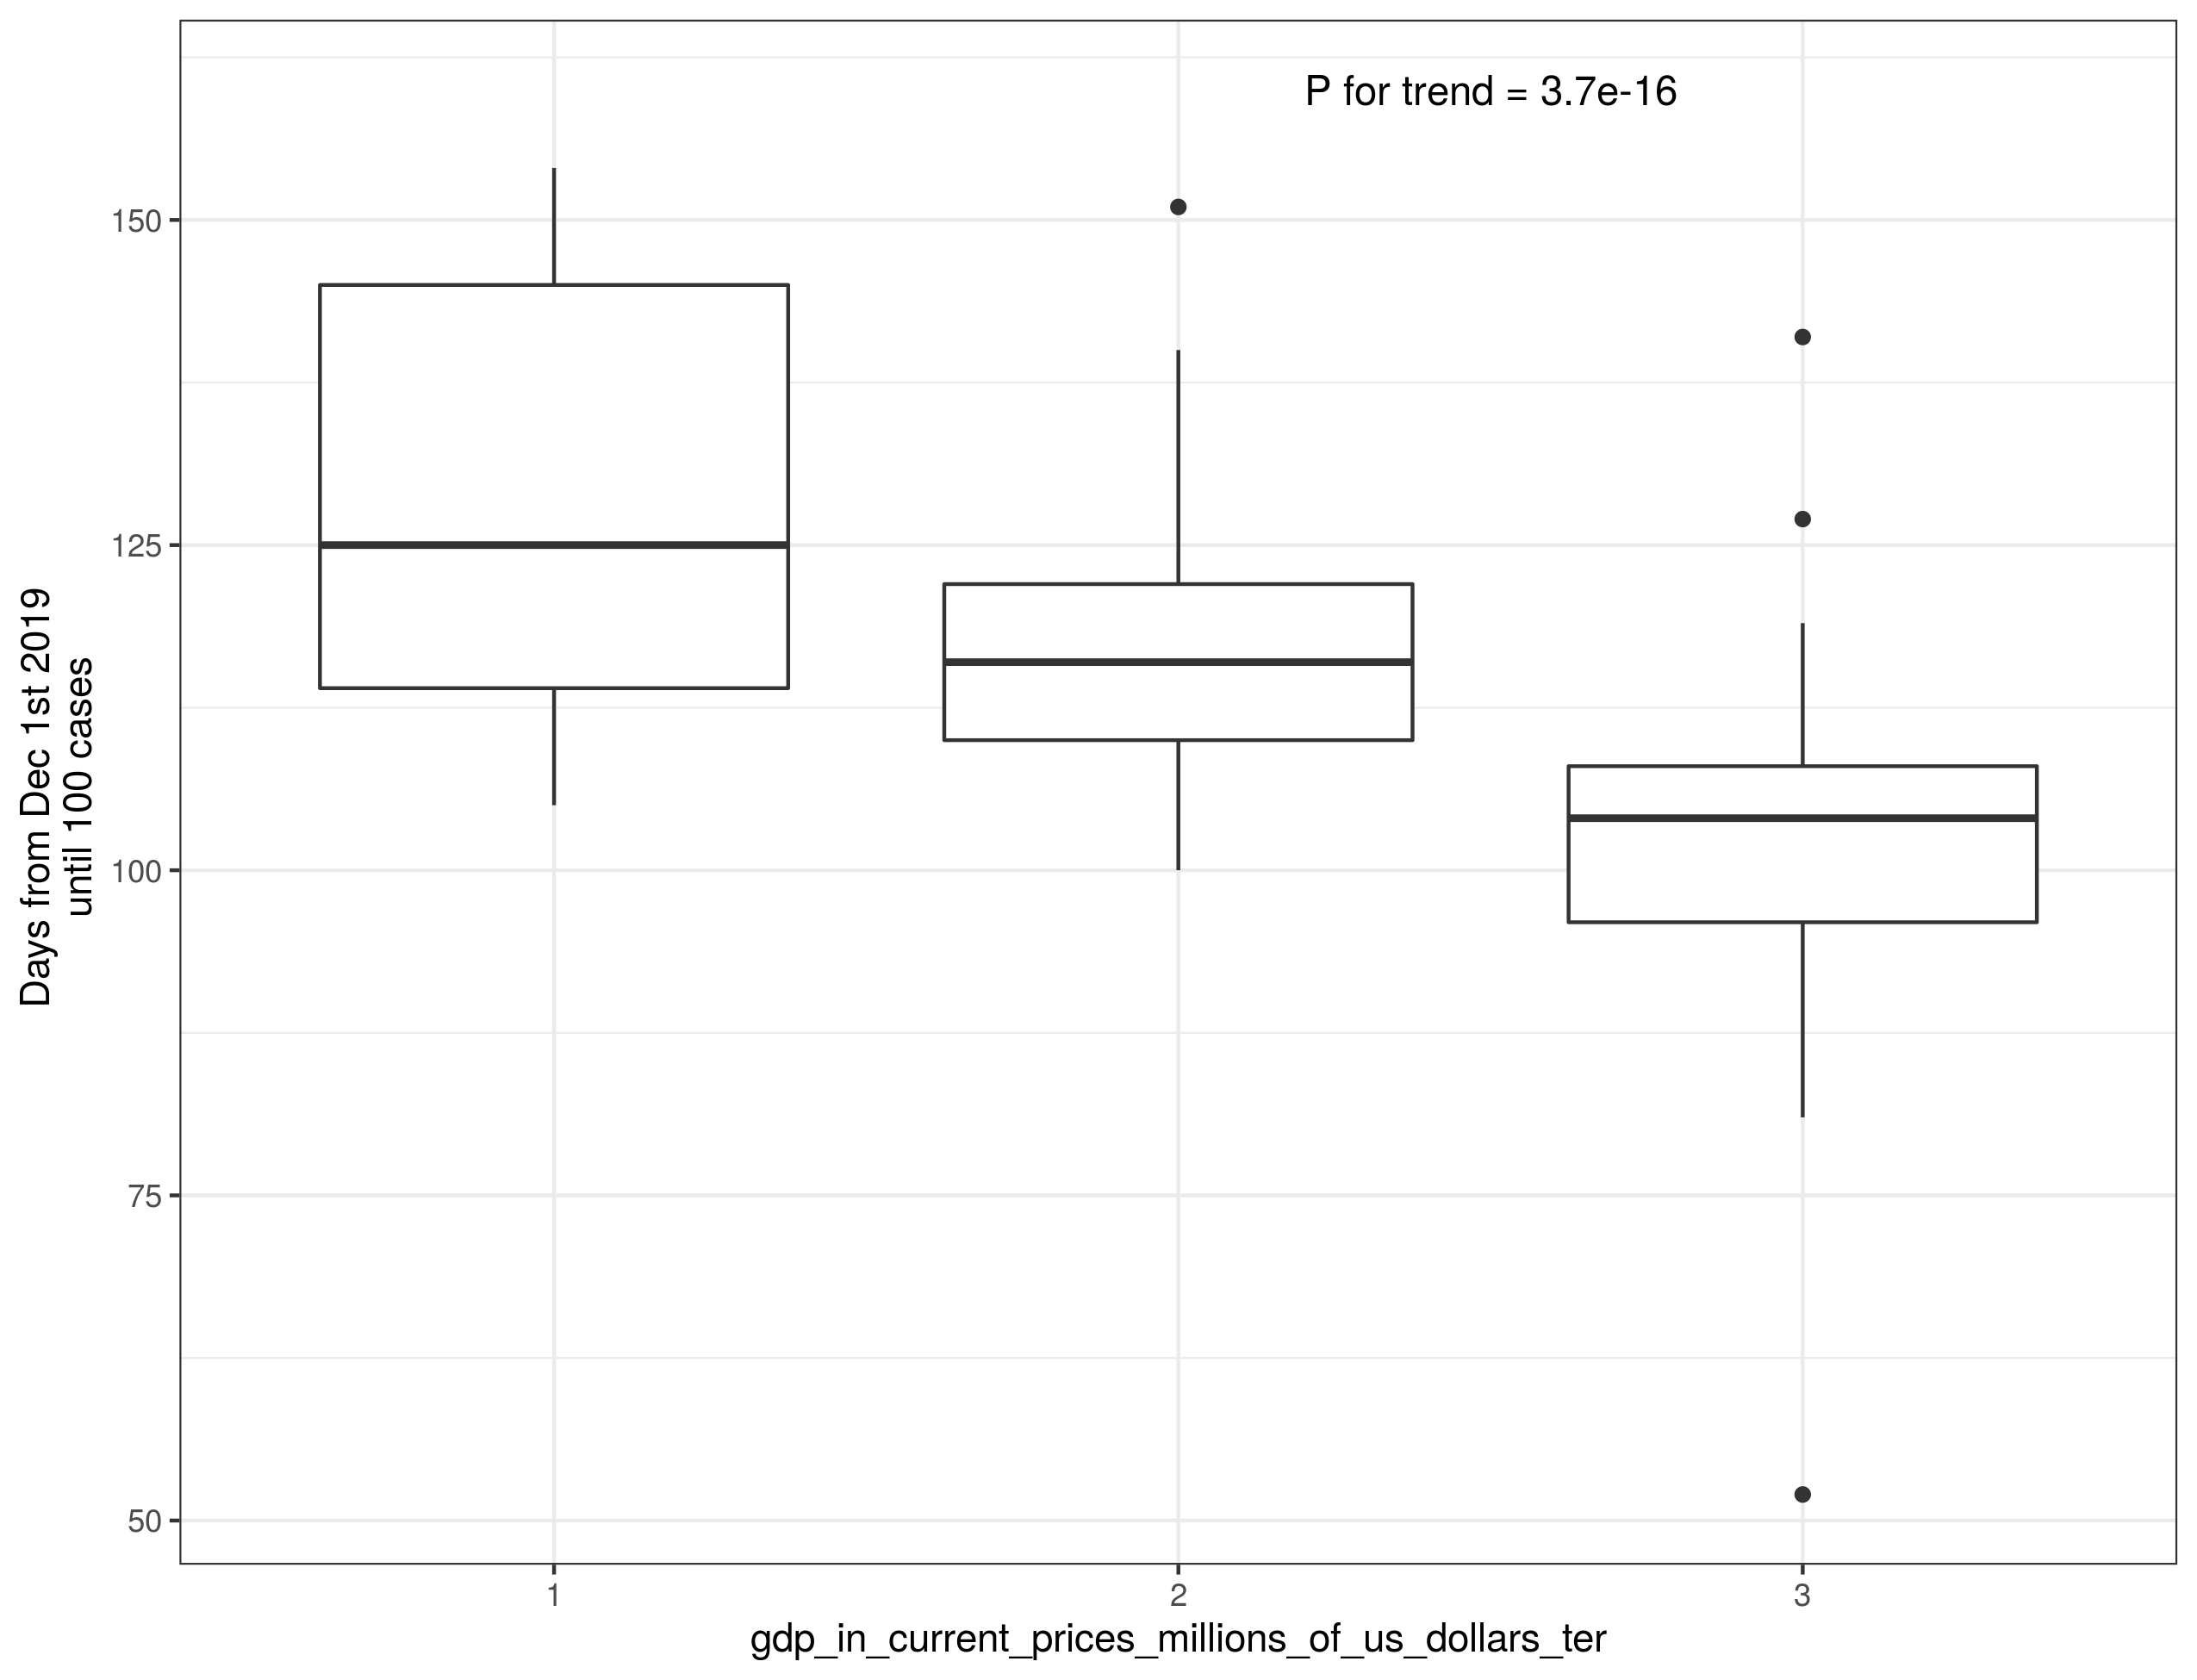 P for trend = 3.7e-16
150
125
100
75
50
Days from Dec 1st 2019
until 100 cases
1
2
3
gdp_in_current_prices_millions_of_us_dollars_ter